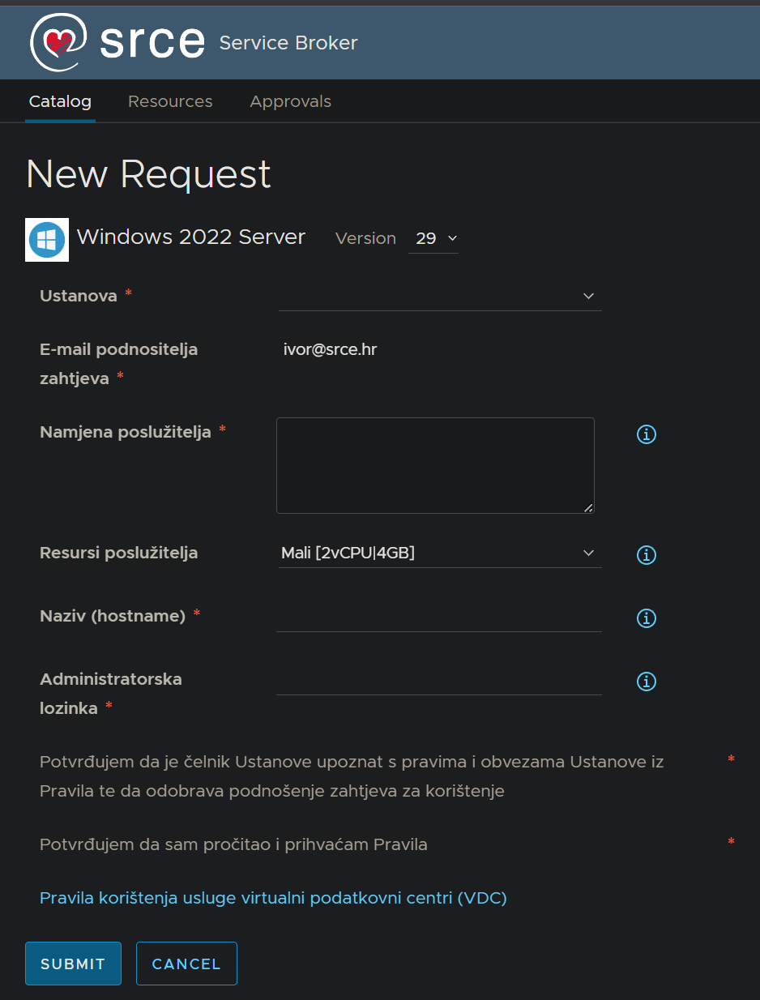 srce Service Broker
Catalog Resources Approvals
New Request
Windows 2022 Server Version 29
Ustanova *
E-mail podnositelja ivor@srce.hr
zahtjeva *
Namjena poslužitelja *
Resursi poslužitelja Mali [2vCPU|4GB]
Naziv (hostname) *
Administratorska
lozinka *
Potvrđujem da je čelnik Ustanove upoznat s pravima i obvezama Ustanove iz *
Pravila te da odobrava podnošenje zahtjeva za korištenje
Potvrđujem da sam pročitao i prihvaćam Pravila *
Pravila korištenja usluge virtualni podatkovni centri (VDC)
SUBMIT CANCEL